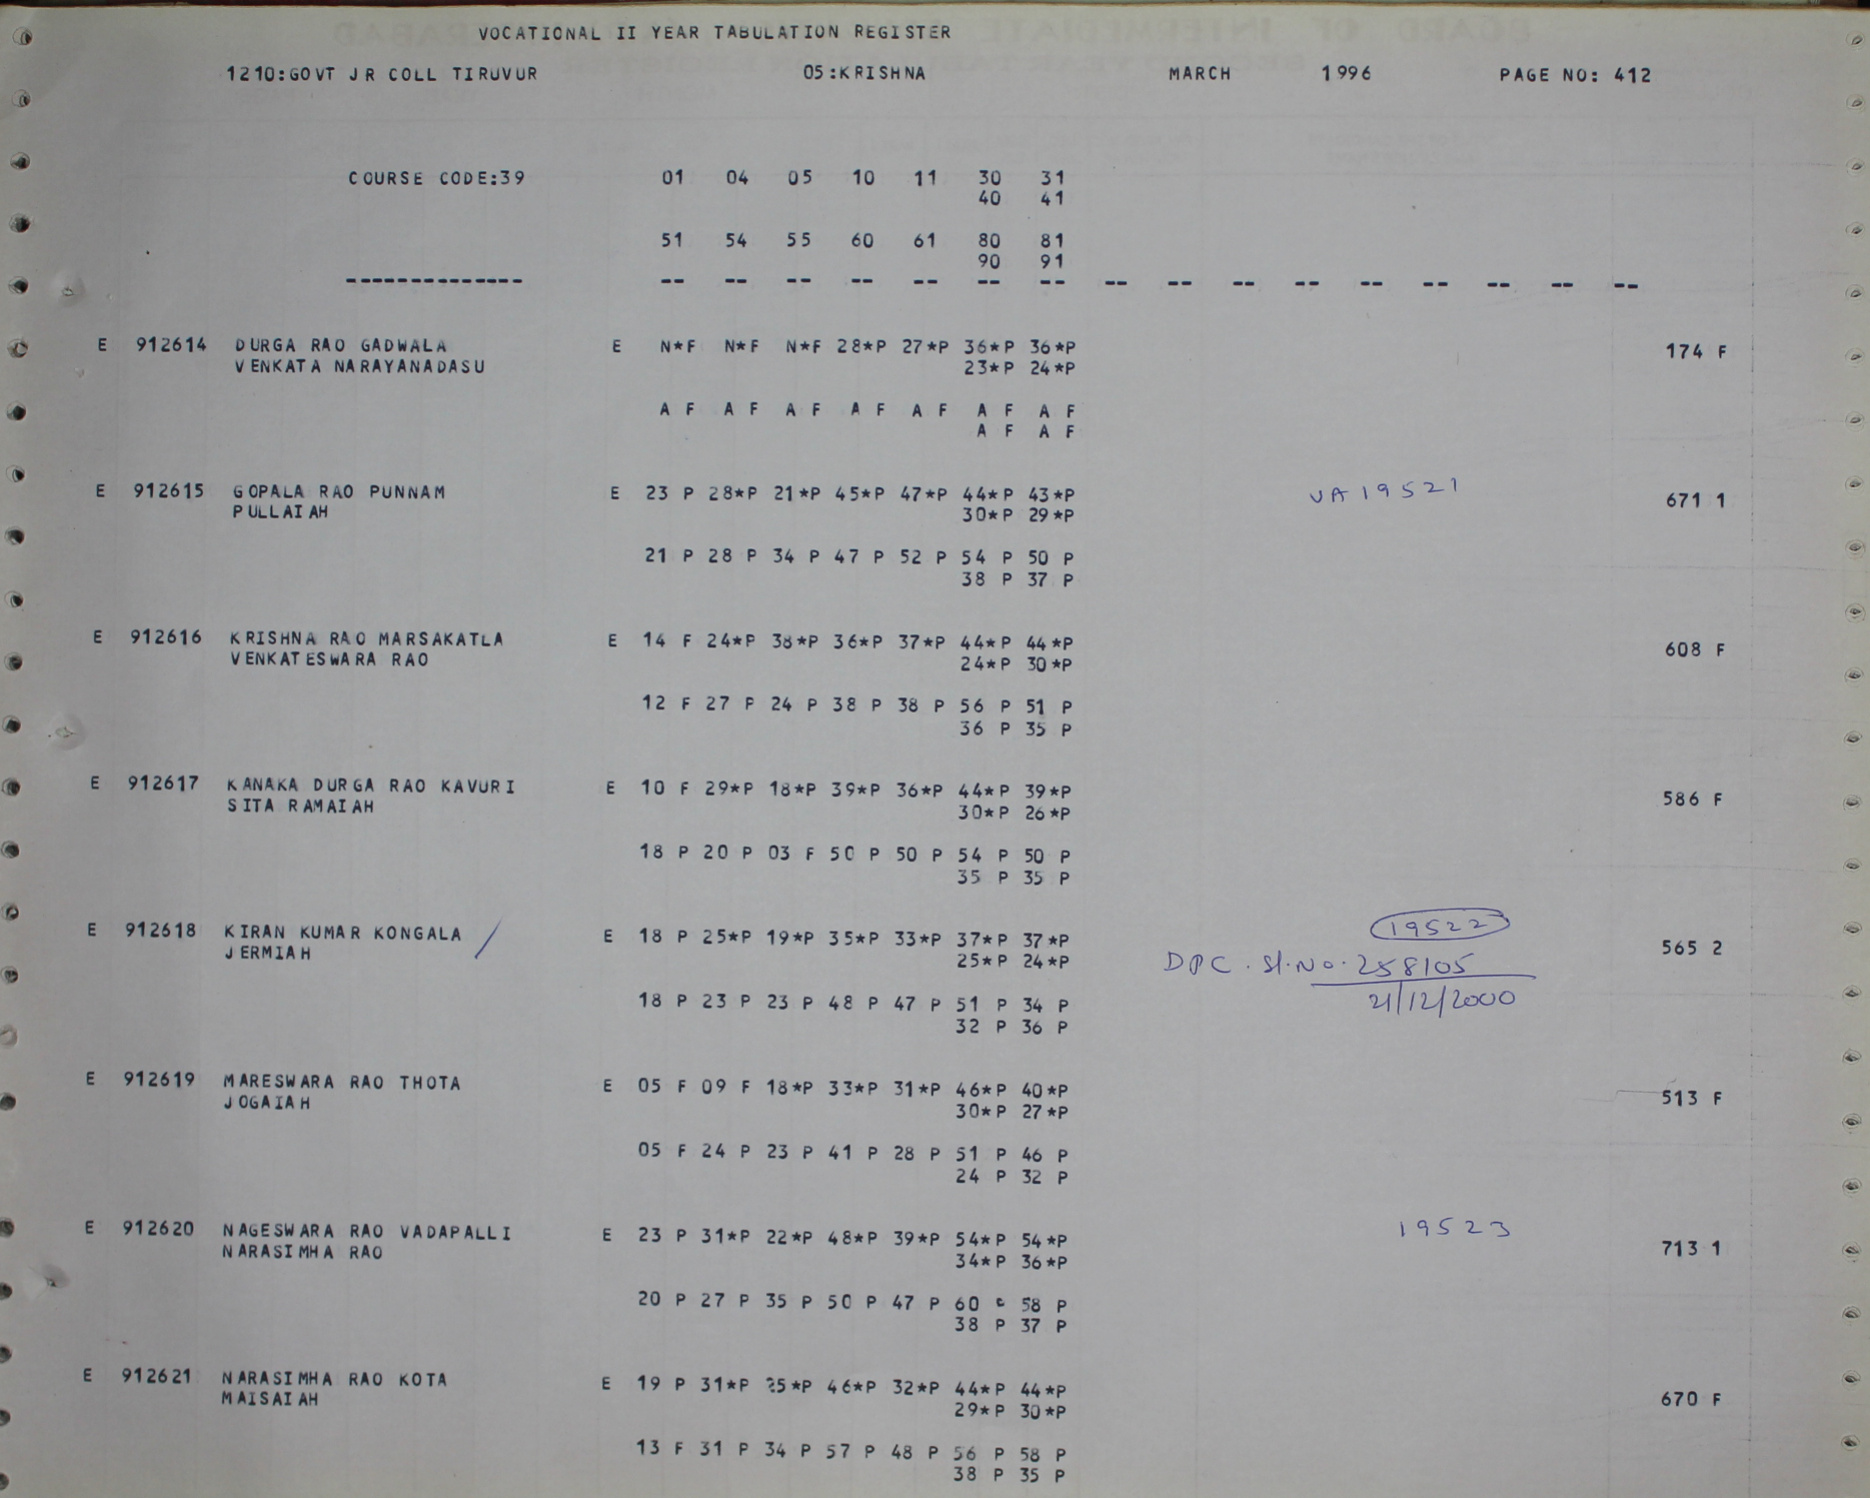 VOCATIONAL II YEAR TABULATION REGISTER
1210:GOVT JR COLL TIRUVUR 05:KRISHNA MARCH 1996 PAGE NO: 412
COURSE CODE:39 01 04 05 10 11 30 31
40 41
51 54 55 60 61 80 81
90 91
-------------- -- -- -- -- -- -- -- -- -- -- -- -- -- -- -- -- 
E 912614 DURGA RAO GADWALA E N*F N*F N*F 28*P 27*P 36*P 36*P 174 F
VENKATA NARAYANADASU 23*P 24*P
A F A F A F A F A F A F A F
A F A F
E 912615 GOPALA RAO PUNNAM E 23 P 28*P 21*P 45*P 47*P 44*P 43*P VA19521 671 1
PULLAIAH 30*P 29*P
21 P 28 P 34 P 47 P 52 P 54 P 50 P
38 P 37 P
E 912616 KRISHNA RAO MARSAKATLA E 14 F 24*P 38*P 36*P 37*P 44*P 44*P 608 F
VENKATESWARA RAO 24*P 30*P
12 F 27 P 24 P 38 P 38 P 56 P 51 P
36 P 35 P
E 912617 KANAKA DURGA RAO KAVURI E 10 F 29*P 18*P 39*P 36*P 44*P 39*P 586 F
SITA RAMAIAH 30*P 26*P
18 P 20 P 03 F 50 P 50 P 54 P 50 P
35 P 35 P
19522
E 912618 KIRAN KUMAR KONGALA E 18 P 25*P 19*P 35*P 33*P 37*P 37*P 565 2
JERMIAH 25*P 24*P DPC. Sl.No. 258105
18 P 23 P 23 P 48 P 47 P 51 P 34 P 21/12/2000
32 P 36 P
E 912619 MARESWARA RAO THOTA E 05 F 09 F 18*P 33*P 31*P 46*P 40*P 513 F
JOGAIAH 30*P 27*P
05 F 24 P 23 P 41 P 28 P 51 P 46 P
24 P 32 P
E 912620 NAGESWARA RAO VADAPALLI E 23 P 31*P 22*P 48*P 39*P 54*P 54*P 19523 713 1
NARASIMHA RAO 34*P 36*P
20 P 27 P 35 P 50 P 47 P 60 58 P
38 P 37 P
E 912621 NARASIMHA RAO KOTA E 19 P 31*P 25*P 46*P 32*P 44*P 44*P 670 F
MAISAIAH 29*P 30*P
13 F 31 P 34 P 57 P 48 P 56 P 58 P
38 P 35 P